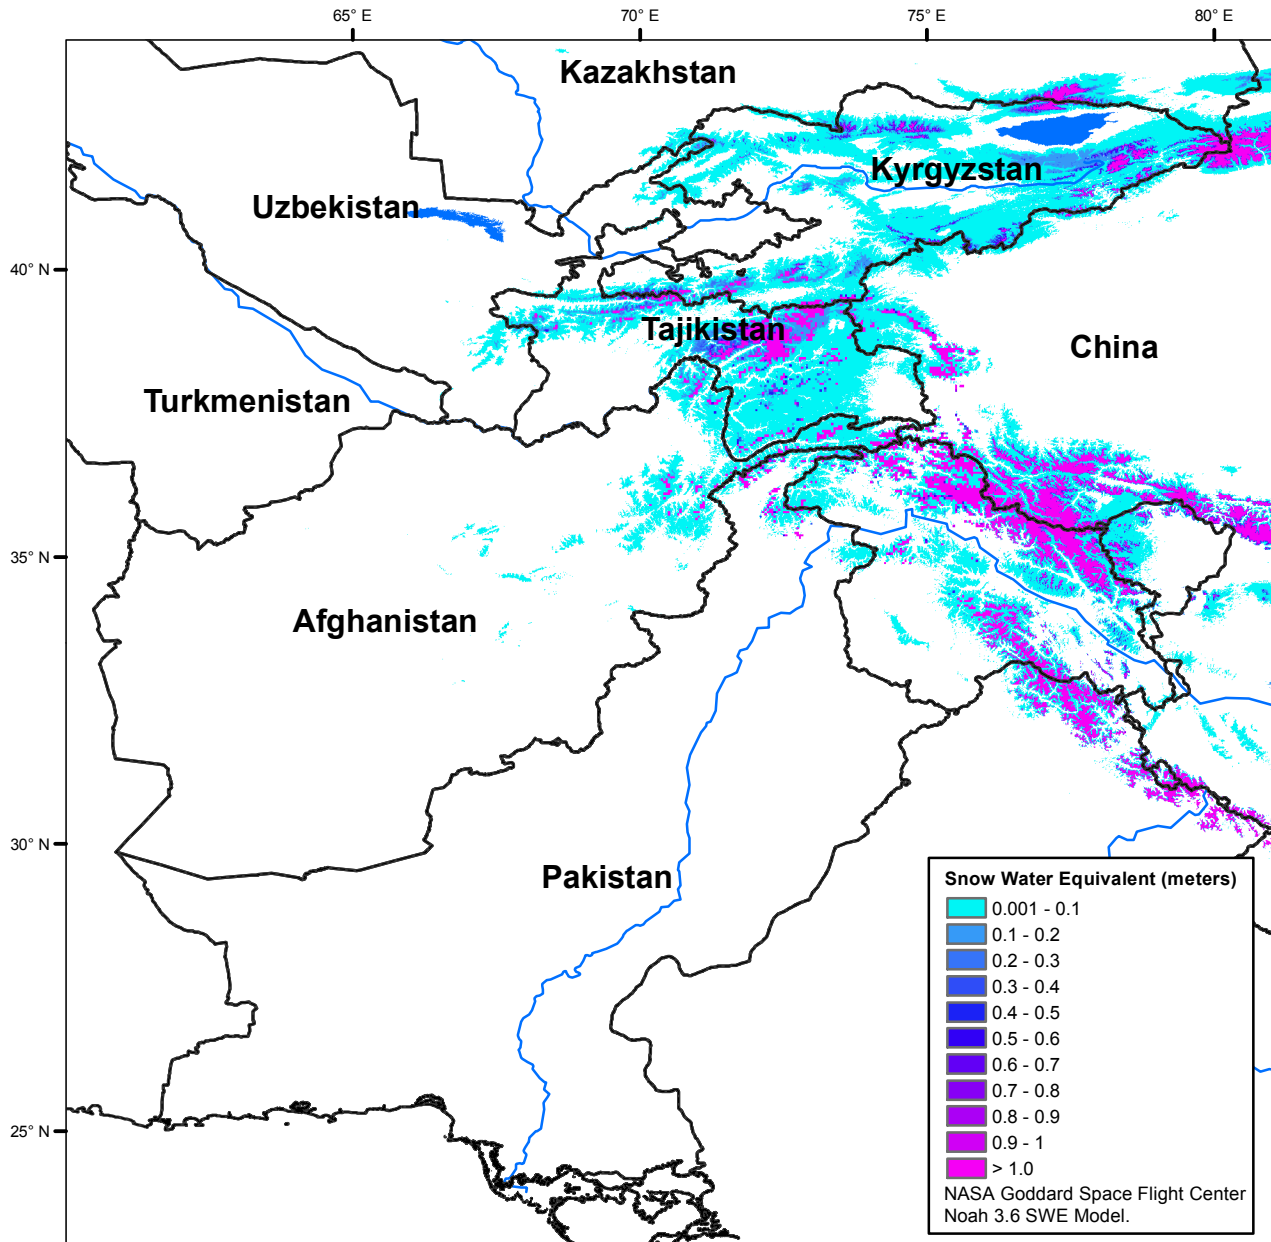 65° E
70° E
75° E
80° E
Kazakhstan
Kyrgyzstan
Uzbekistan
40° N
Tajikistan
China
Turkmenistan
35° N
Afghanistan
30° N
Pakistan
25° N
Snow Water Equivalent (meters)
0.001 - 0.1
0.1 - 0.2
0.2 - 0.3
0.3 - 0.4
0.4 - 0.5
0.5 - 0.6
0.6 - 0.7
0.7 - 0.8
0.8 - 0.9
0.9 - 1
> 1.0
NASA Goddard Space Flight Center
Noah 3.6 SWE Model.